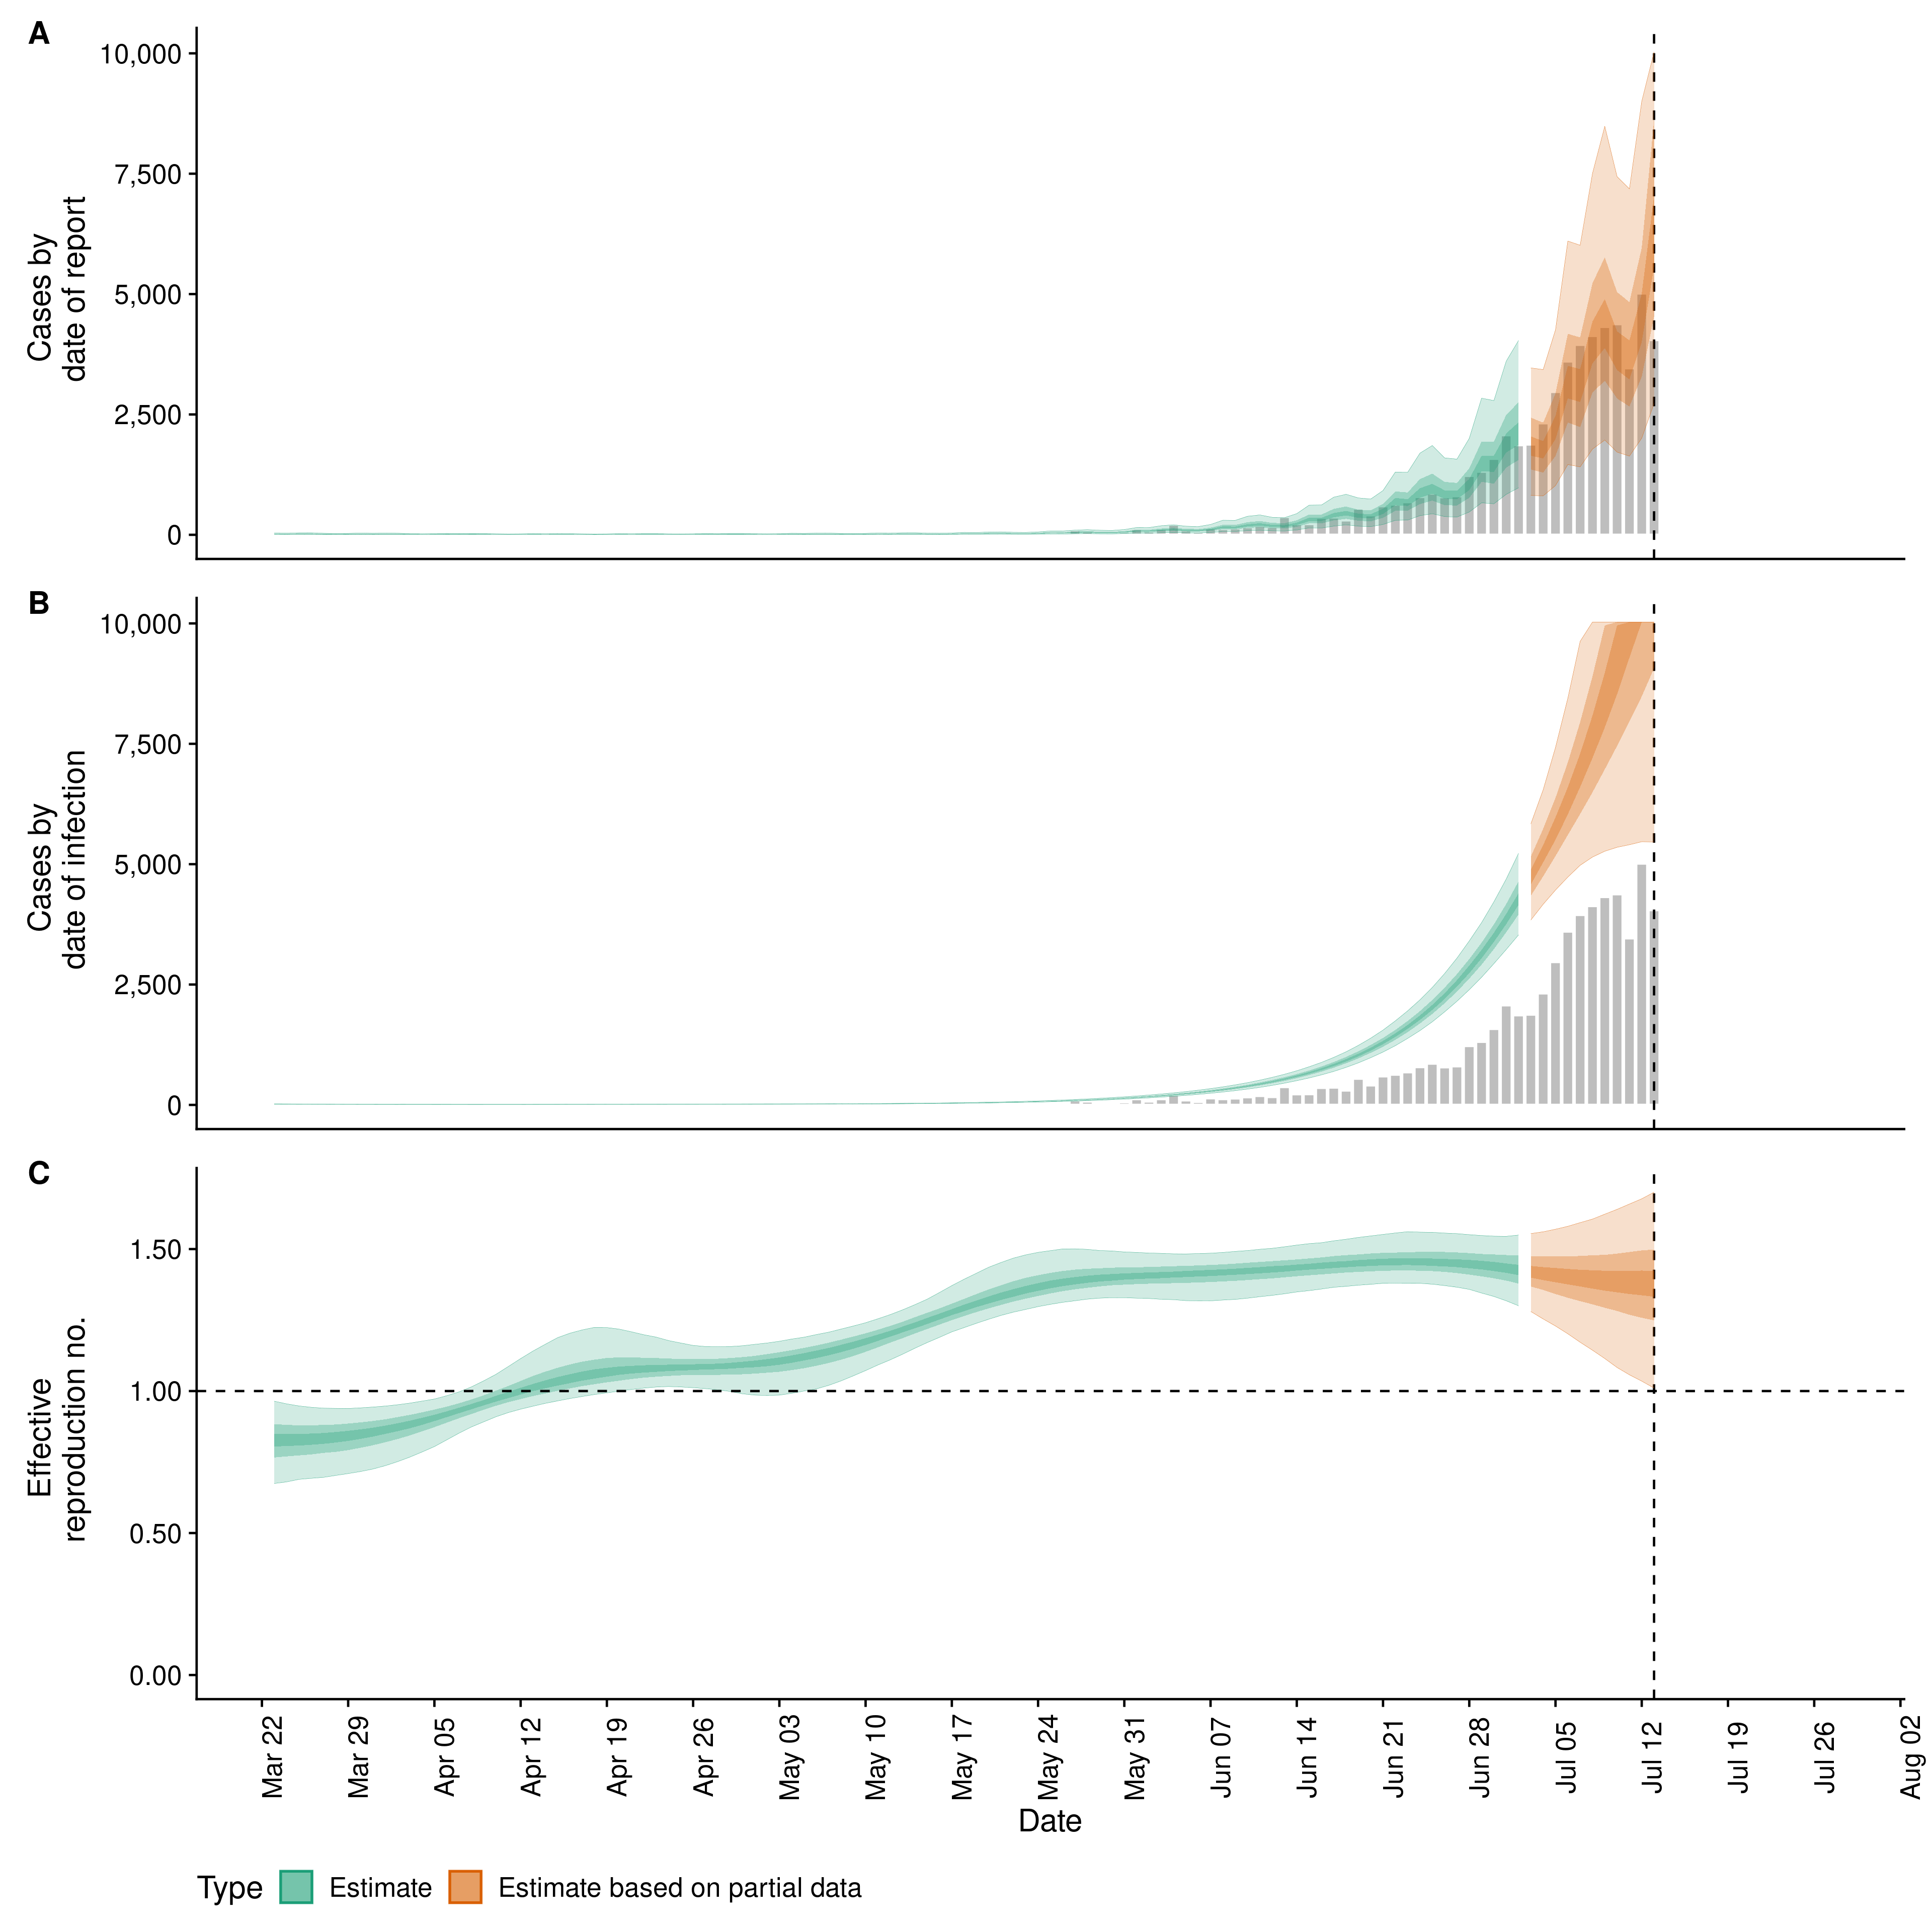 A
Cases by
date of report
10,000
7,500
5,000
2,500
0
B
Cases by
date of infection
10,000
7,500
5,000
2,500
0
C
Effective
reproduction no.
1.50
1.00
0.50
0.00
Mar 22
Mar 29
Apr 05
Apr 12
Apr 19
Apr 26
May 03
May 10
May 17
May 24
May 31
Jun 07
Jun 14
Jun 21
Jun 28
Jul 05
Jul 12
Jul 19
Jul 26
Aug 02
Date
Type Estimate Estimate based on partial data